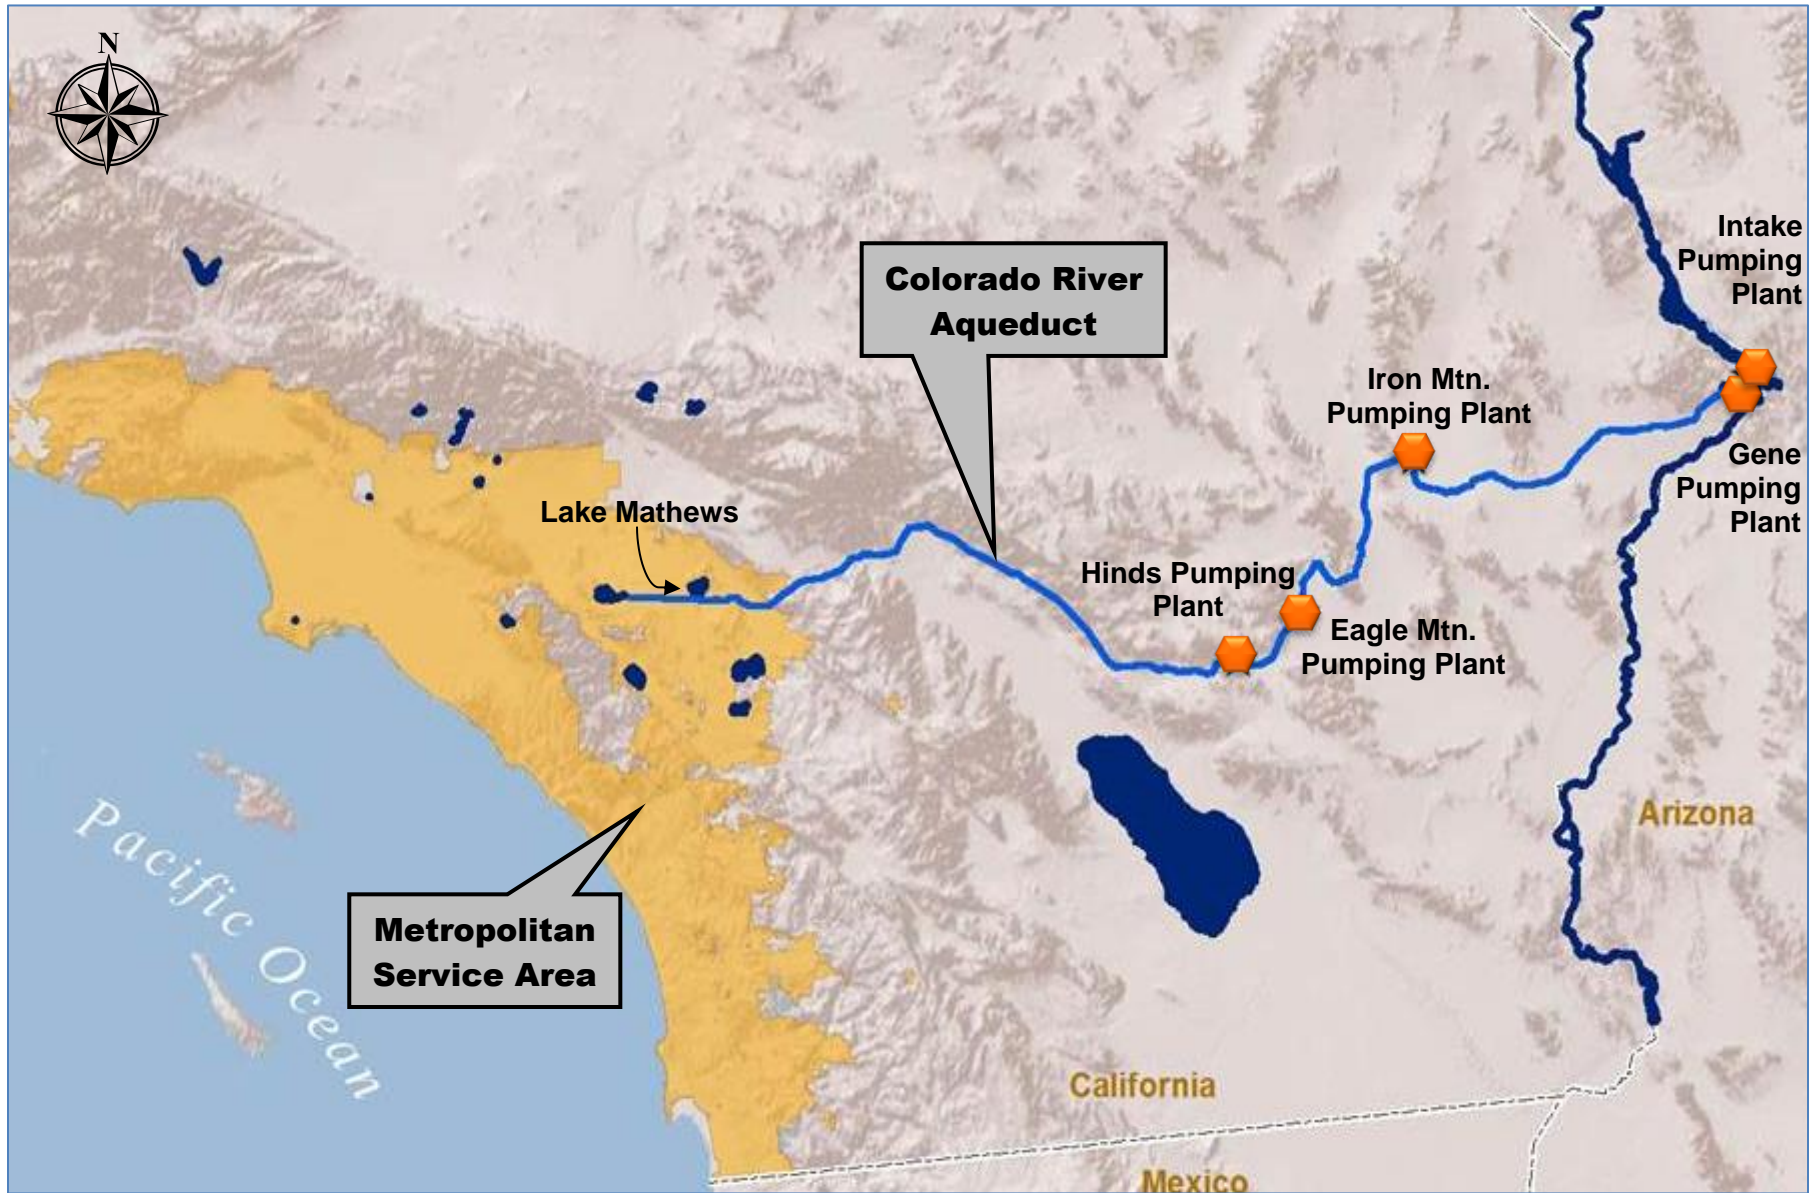 N
Intake
Pumping
Plant
Colorado River
Aqueduct
Iron Mtn.
Pumping Plant
Gene
Pumping
Plant
Lake Mathews
Hinds Pumping
Plant
Eagle Mtn.
Pumping Plant
Arizona
Pacific Ocean
Metropolitan
Service Area
California
Mexico